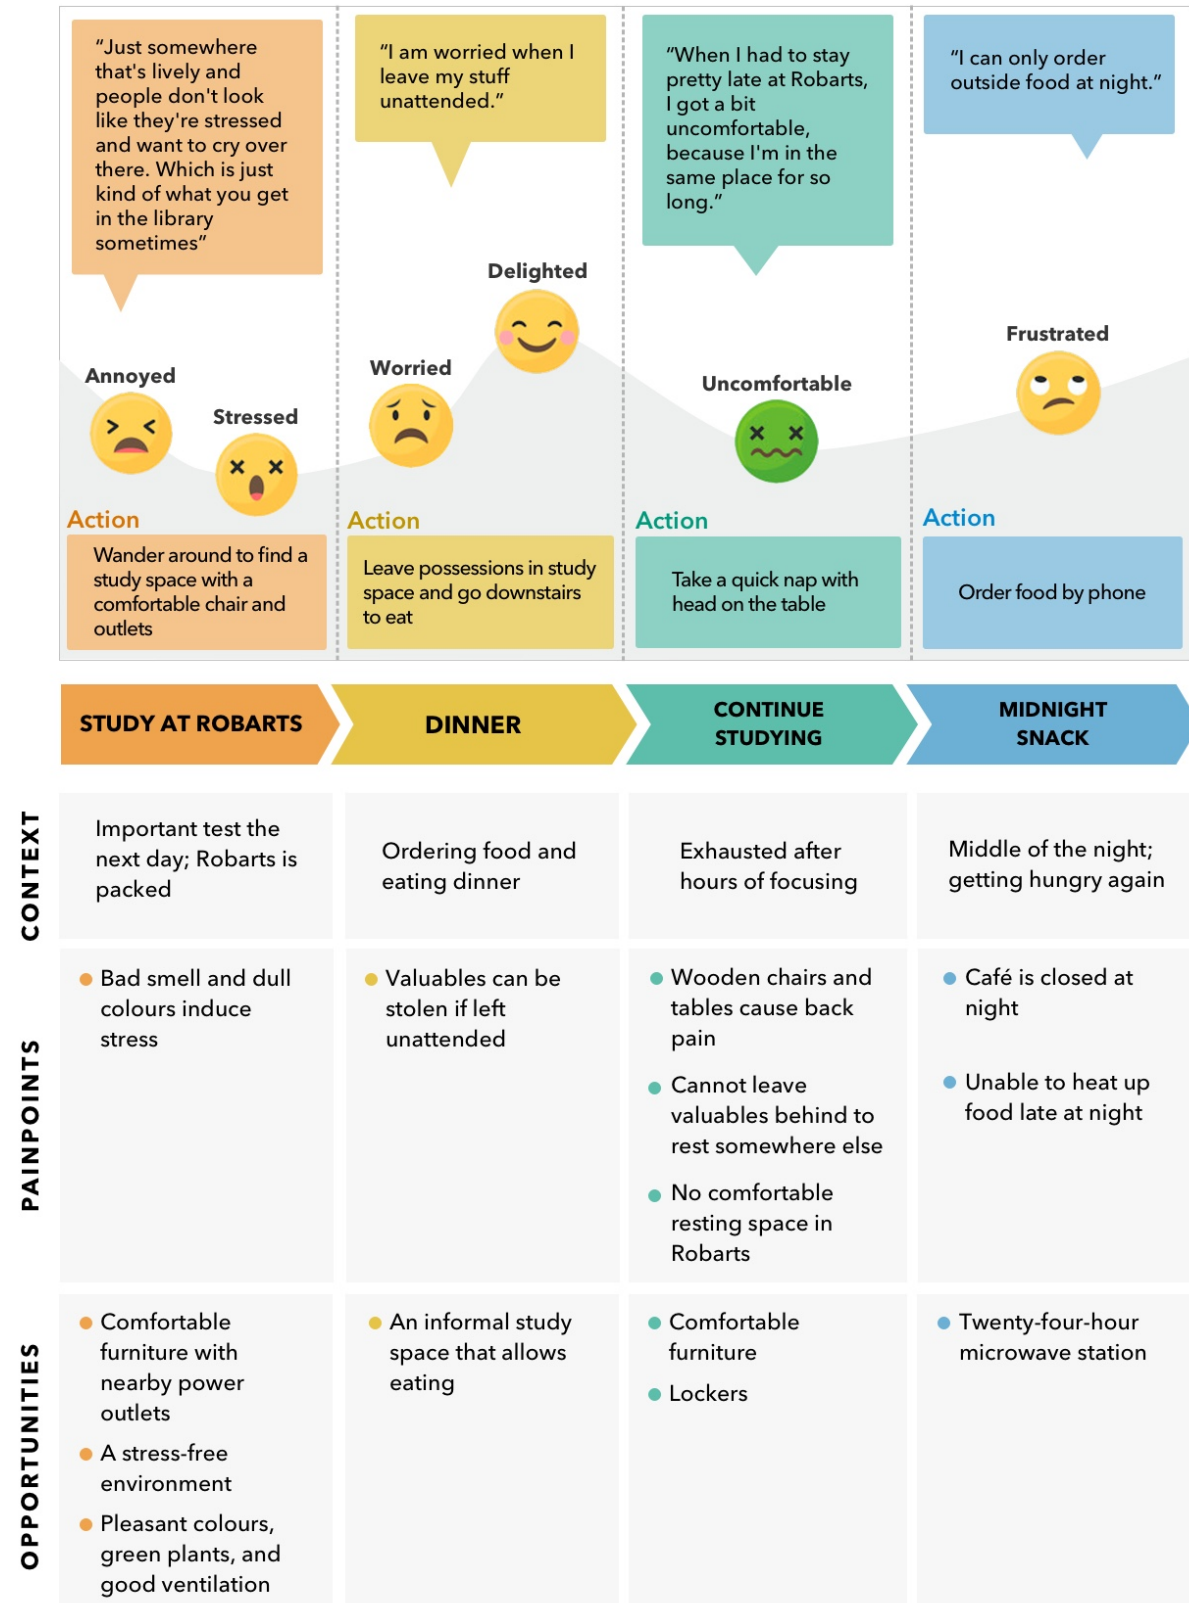 “Just somewhere
that's lively and
people don't look
like they're stressed
and want to cry over
there. Which is just
kind of what you get
in the library
sometimes”
“I am worried when I
leave my stuff
unattended.”
“When I had to stay
pretty late at Robarts,
I got a bit
uncomfortable,
because I'm in the
same place for so
long.”
“I can only order
outside food at night.”
Annoyed
Stressed
Worried
Delighted
Uncomfortable
Frustrated
Action
Wander around to find a
study space with a
comfortable chair and
outlets
Action
Leave possessions in study
space and go downstairs
to eat
Action
Take a quick nap with
head on the table
Action
Order food by phone
STUDY AT ROBARTS
DINNER
CONTINUE
STUDYING
MIDNIGHT
SNACK
CONTEXT
Important test the
next day; Robarts is
packed
Ordering food and
eating dinner
Exhausted after
hours of focusing
Middle of the night;
getting hungry again
PAINPOINTS
Bad smell and dull
colours induce
stress
Valuables can be
stolen if left
unattended
Wooden chairs and
tables cause back
pain
Cannot leave
valuables behind to
rest somewhere else
No comfortable
resting space in
Robarts
Café is closed at
night
Unable to heat up
food late at night
OPPORTUNITIES
Comfortable
furniture with
nearby power
outlets
A stress-free
environment
Pleasant colours,
green plants, and
good ventilation
An informal study
space that allows
eating
Comfortable
furniture
Lockers
Twenty-four-hour
microwave station